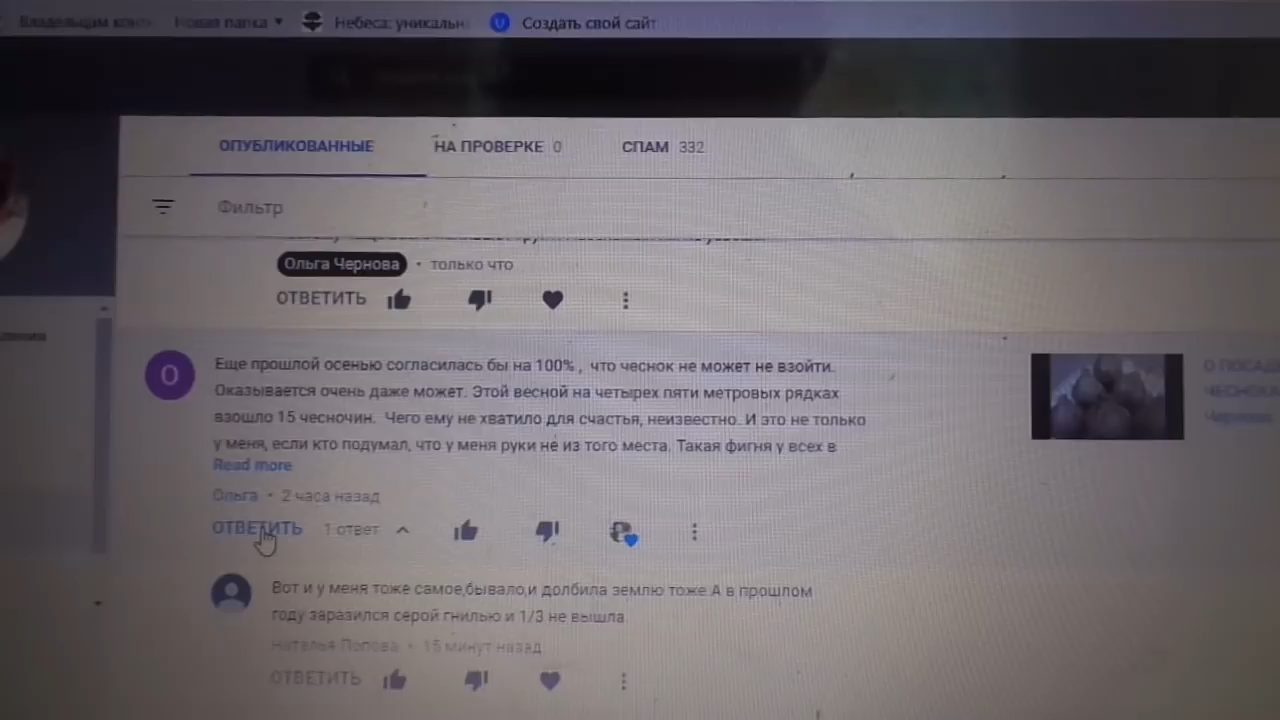 Владельцам
Новая папка
Небеса: уникальн
Создать свой сайт
ОПУБЛИКОВАННЫЕ
НА ПРОВЕРКЕ 0
СПАМ 332
Фильтр
Ольга Чернова • только что
ОТВЕТИТЬ
О
Еще прошлой осенью согласилась бы на 100% , что чеснок не может не взойти.
Оказывается очень даже может. Этой весной на четырех пяти метровых рядках
взошло 15 чесночин. Чего ему не хватило для счастья, неизвестно. И это не только
у меня, если кто подумал, что у меня руки не из того места. Такая фигня у всех в
Read more
Ольга • 2 часа назад
ОТВЕТИТЬ 1 ответ
О ПОСАД
ЧЕСНОКА
Чернова
Вот и у меня тоже самое,бывало,и долбила землю тоже.А в прошлом
году заразился серой гнилью и 1/3 не вышла.
Наталья Попова • 15 минут назад
ОТВЕТИТЬ